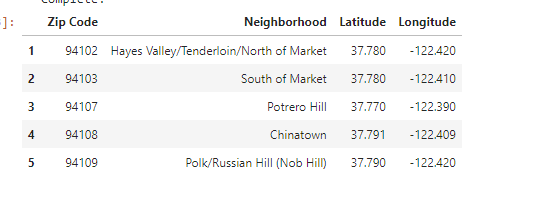 Complete.
]:
Zip Code Neighborhood Latitude Longitude
1 94102 Hayes Valley/Tenderloin/North of Market 37.780 -122.420
2 94103 South of Market 37.780 -122.410
3 94107 Potrero Hill 37.770 -122.390
4 94108 Chinatown 37.791 -122.409
5 94109 Polk/Russian Hill (Nob Hill) 37.790 -122.420